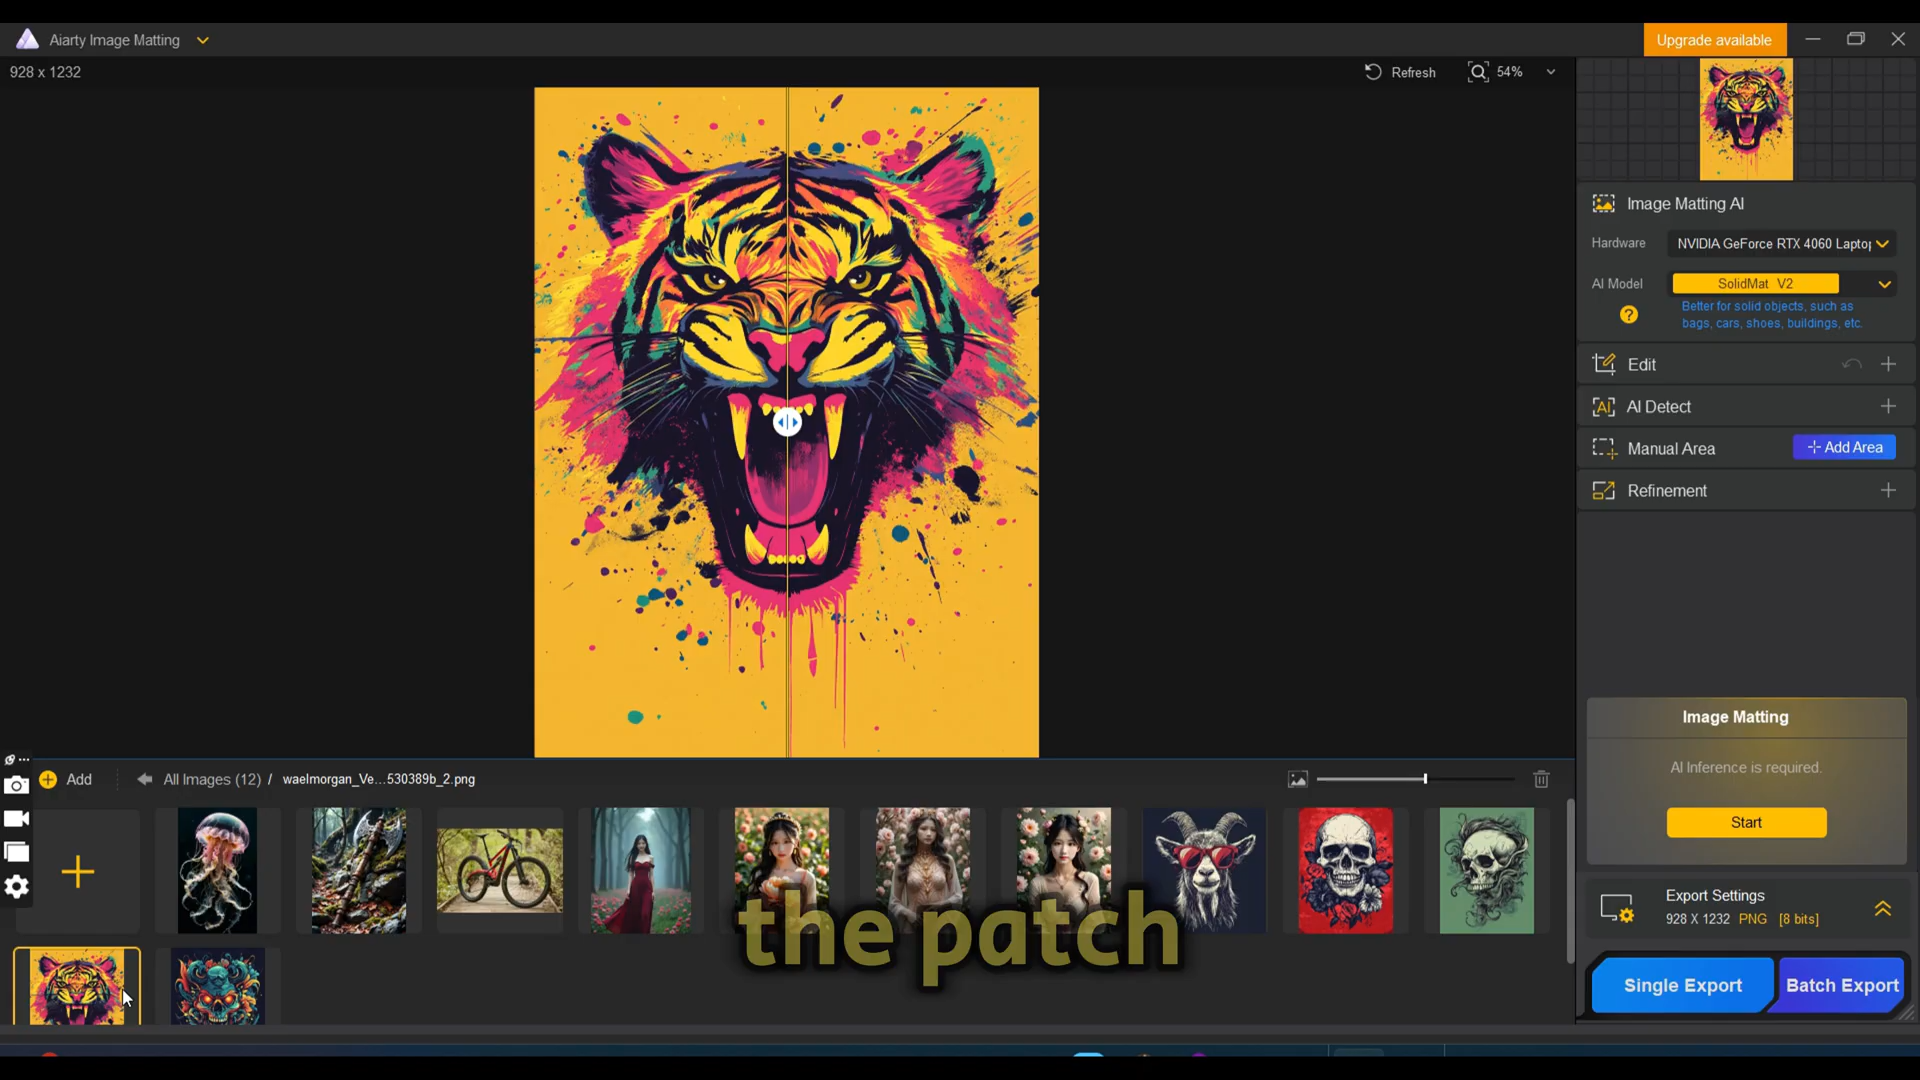 Aiarty Image Matting
Upgrade available
928 x 1232
Refresh
54%
Image Matting AI
Hardware
NVIDIA GeForce RTX 4060 Laptop
AI Model
SolidMat V2
?
Better for solid objects, such as
bags, cars, shoes, buildings, etc.
Edit
AI
AI Detect
Manual Area
Add Area
Refinement
Image Matting
AI Inference is required.
Start
Add
All Images (12) / waelmorgan_Ve...530389b_2.png
the patch
Export Settings
928 X 1232 PNG [8 bits]
Single Export
Batch Export